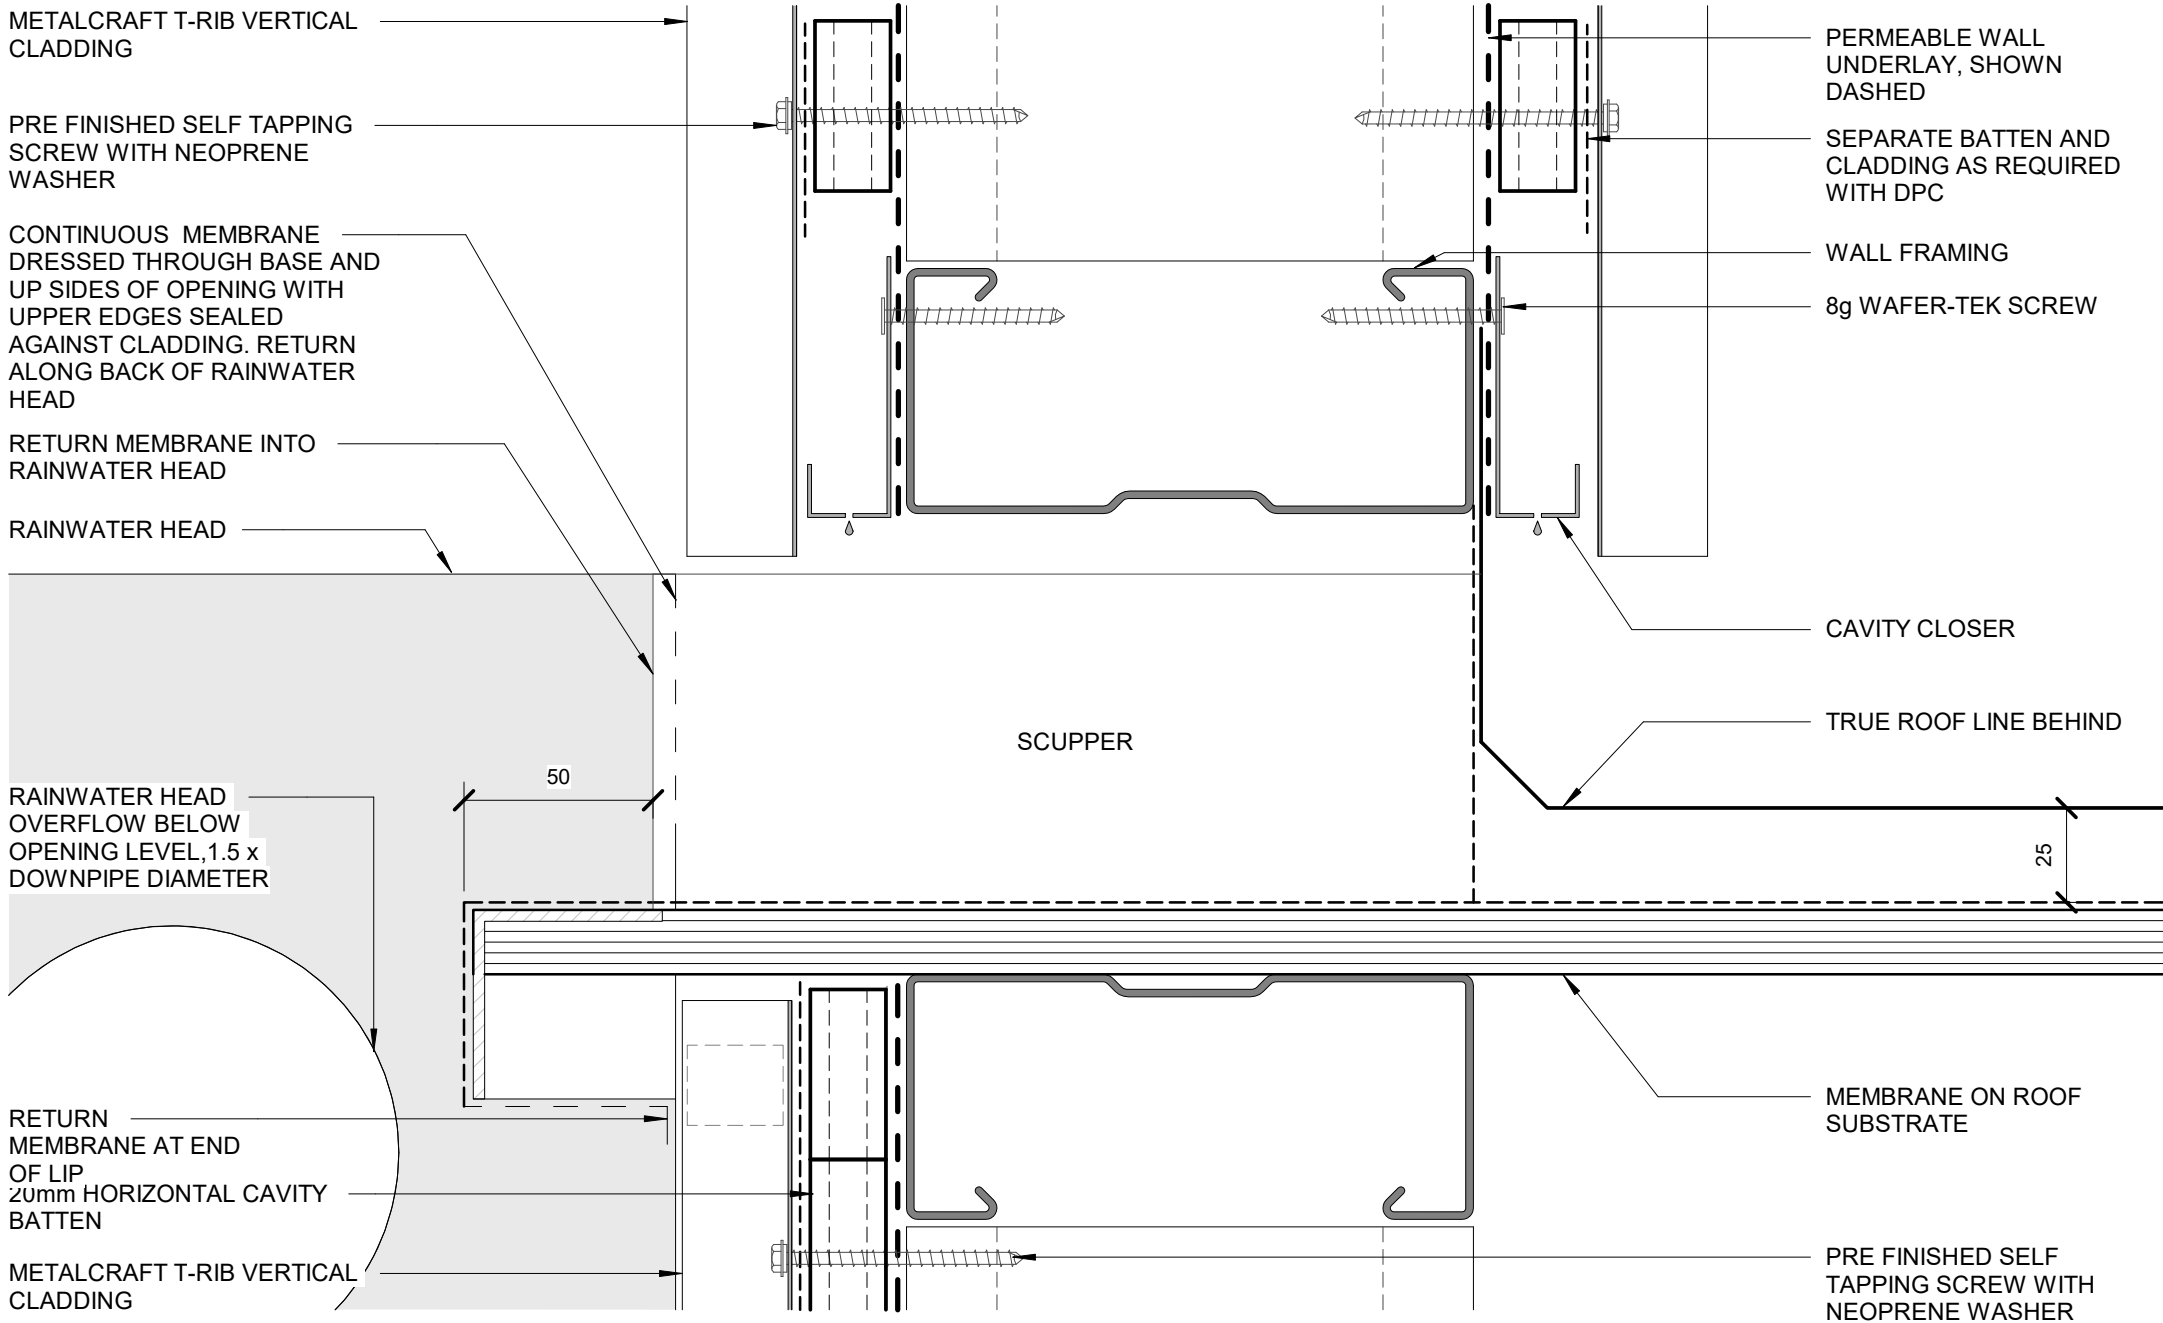 METALCRAFT T-RIB VERTICAL
CLADDING
PRE FINISHED SELF TAPPING
SCREW WITH NEOPRENE
WASHER
CONTINUOUS MEMBRANE
DRESSED THROUGH BASE AND
UP SIDES OF OPENING WITH
UPPER EDGES SEALED
AGAINST CLADDING. RETURN
ALONG BACK OF RAINWATER
HEAD
RETURN MEMBRANE INTO
RAINWATER HEAD
RAINWATER HEAD
RAINWATER HEAD
OVERFLOW BELOW
OPENING LEVEL,1.5 x
DOWNPIPE DIAMETER
RETURN
MEMBRANE AT END
OF LIP
20mm HORIZONTAL CAVITY
BATTEN
METALCRAFT T-RIB VERTICAL
CLADDING
50
SCUPPER
PERMEABLE WALL
UNDERLAY, SHOWN
DASHED
SEPARATE BATTEN AND
CLADDING AS REQUIRED
WITH DPC
WALL FRAMING
8g WAFER-TEK SCREW
CAVITY CLOSER
TRUE ROOF LINE BEHIND
25
MEMBRANE ON ROOF
SUBSTRATE
PRE FINISHED SELF
TAPPING SCREW WITH
NEOPRENE WASHER